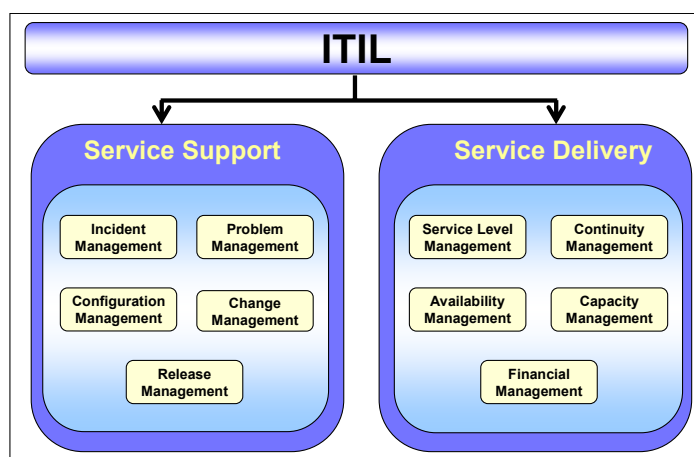 ITIL
Service Support
Incident
Management
Problem
Management
Configuration
Management
Change
Management
Release
Management
Service Delivery
Service Level
Management
Continuity
Management
Availability
Management
Capacity
Management
Financial
Management